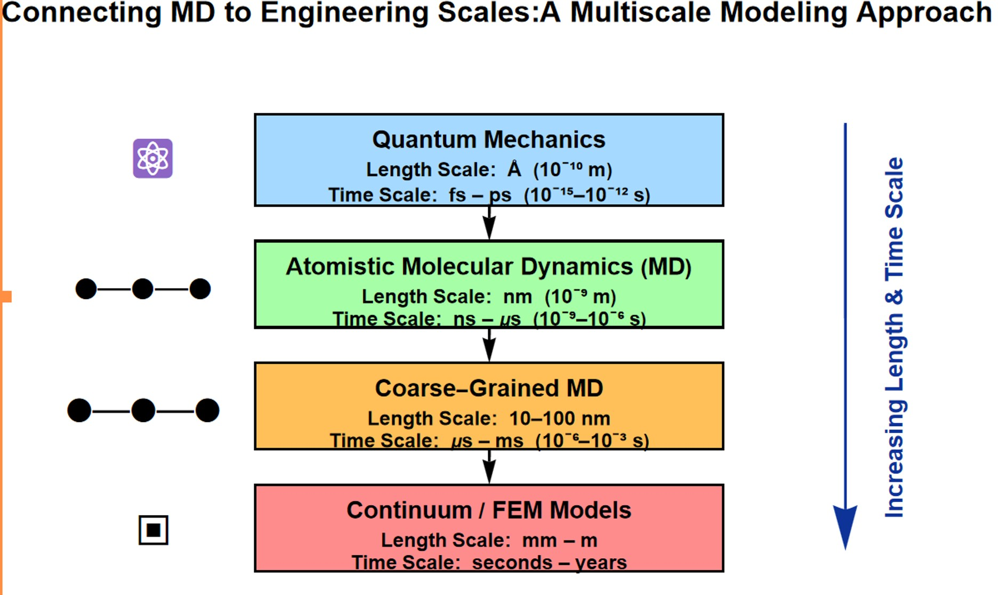 Connecting MD to Engineering Scales:A Multiscale Modeling Approach
Quantum Mechanics
Length Scale: Å (10⁻¹⁰ m)
Time Scale: fs – ps (10⁻¹⁵–10⁻¹² s)
Atomistic Molecular Dynamics (MD)
Length Scale: nm (10⁻⁹ m)
Time Scale: ns – μs (10⁻⁹–10⁻⁶ s)
Coarse–Grained MD
Length Scale: 10–100 nm
Time Scale: μs – ms (10⁻⁶–10⁻³ s)
Continuum / FEM Models
Length Scale: mm – m
Time Scale: seconds – years
Increasing Length & Time Scale